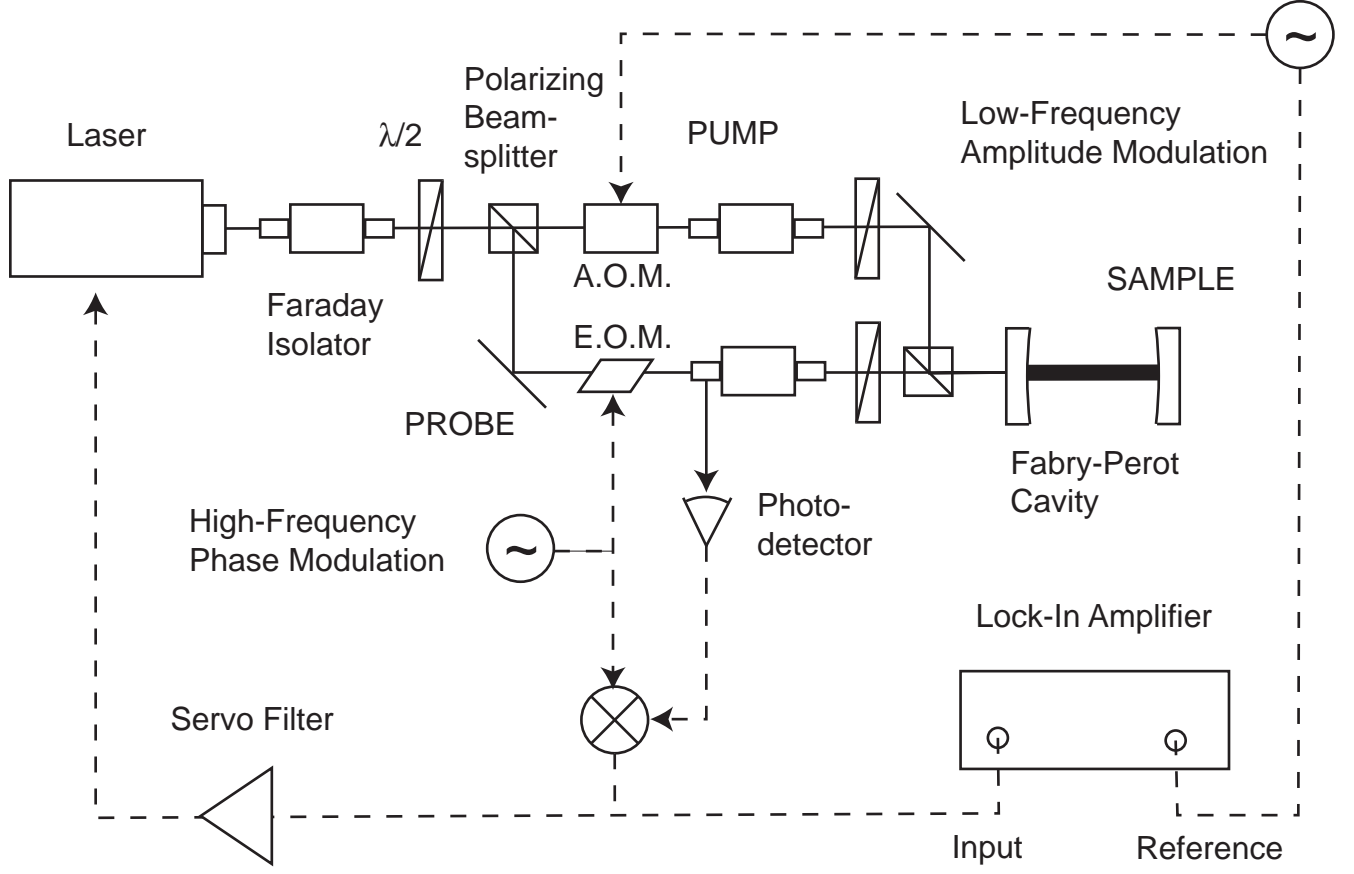 Laser
λ/2
Polarizing
Beam-
splitter
PUMP
~
Low-Frequency
Amplitude Modulation
Faraday
Isolator
A.O.M.
E.O.M.
SAMPLE
PROBE
Fabry-Perot
Cavity
High-Frequency
Phase Modulation
~
Photo-
detector
Lock-In Amplifier
Servo Filter
Input
Reference